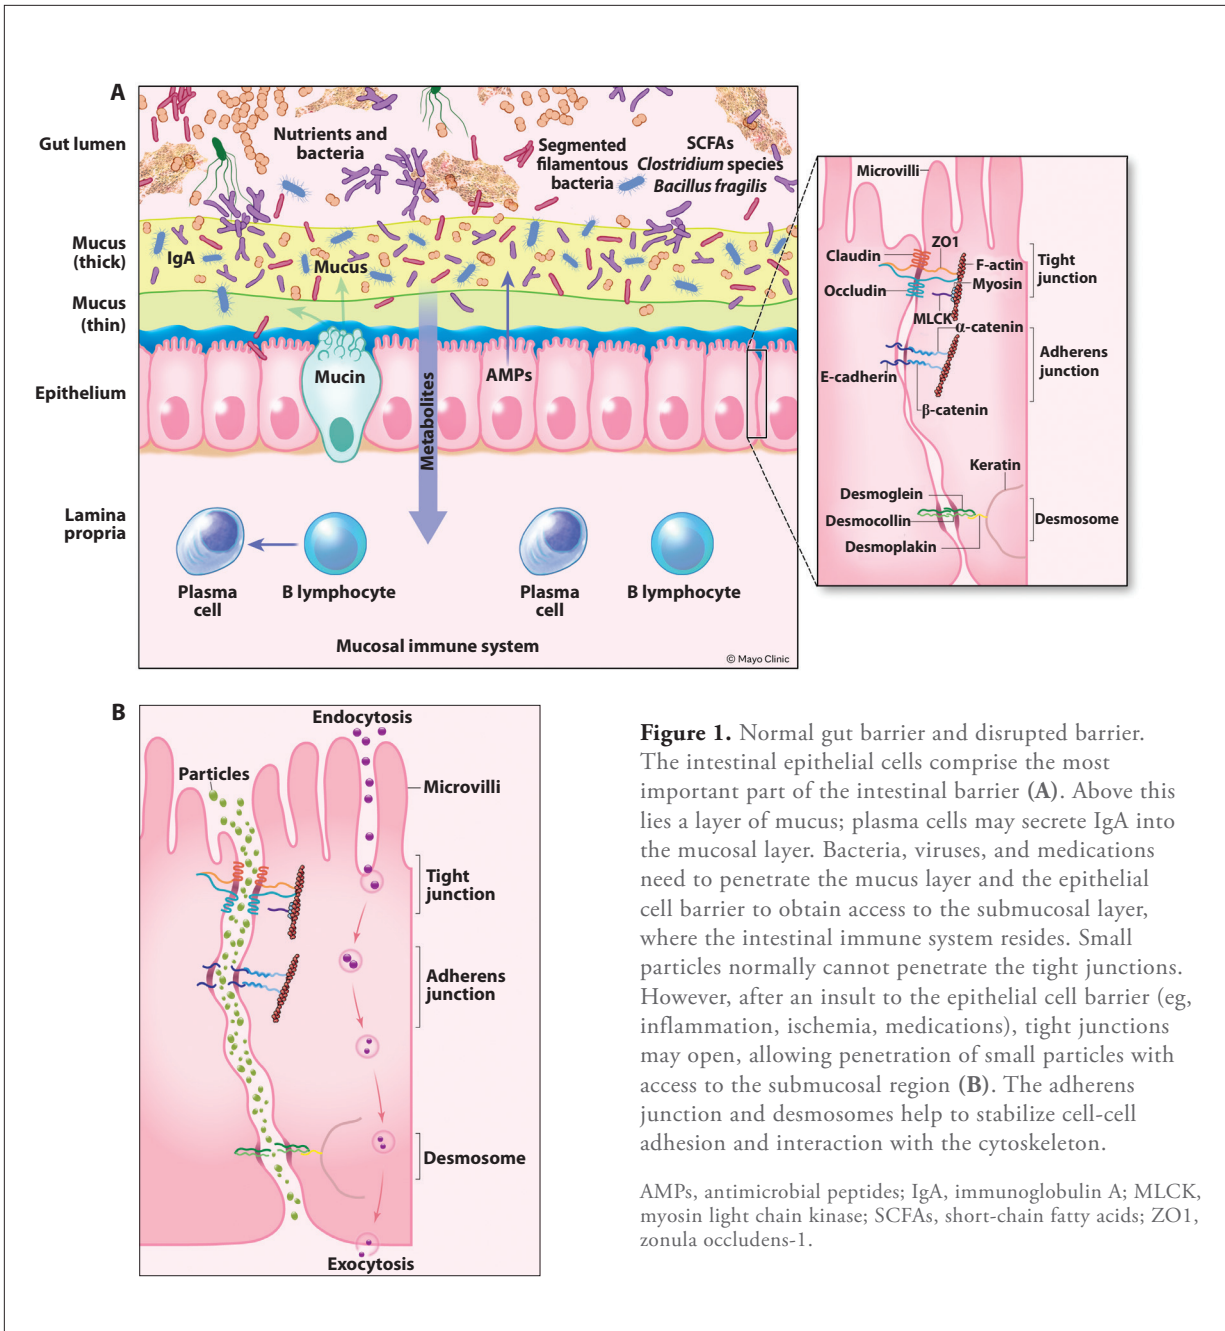 A
Gut lumen
Nutrients and
bacteria
Segmented
filamentous
bacteria
SCFAs
Clostridium species
Bacillus fragilis
Mucus
(thick)
IgA
Mucus
Mucus
(thin)
Epithelium
Mucin
Metabolites
AMPs
Lamina
propria
Plasma
cell
B lymphocyte
Plasma
cell
B lymphocyte
Mucosal immune system
© Mayo Clinic
Microvilli
Claudin
ZO1
F-actin
Myosin
Occludin
MLCK
Tight
junction
α-catenin
E-cadherin
β-catenin
Adherens
junction
Keratin
Desmoglein
Desmocollin
Desmoplakin
Desmosome
B
Endocytosis
Particles
Microvilli
Tight
junction
Adherens
junction
Desmosome
Exocytosis
Figure 1. Normal gut barrier and disrupted barrier.
The intestinal epithelial cells comprise the most
important part of the intestinal barrier (A). Above this
lies a layer of mucus; plasma cells may secrete IgA into
the mucosal layer. Bacteria, viruses, and medications
need to penetrate the mucus layer and the epithelial
cell barrier to obtain access to the submucosal layer,
where the intestinal immune system resides. Small
particles normally cannot penetrate the tight junctions.
However, after an insult to the epithelial cell barrier (eg,
inflammation, ischemia, medications), tight junctions
may open, allowing penetration of small particles with
access to the submucosal region (B). The adherens
junction and desmosomes help to stabilize cell-cell
adhesion and interaction with the cytoskeleton.
AMPs, antimicrobial peptides; IgA, immunoglobulin A; MLCK,
myosin light chain kinase; SCFAs, short-chain fatty acids; ZO1,
zonula occludens-1.